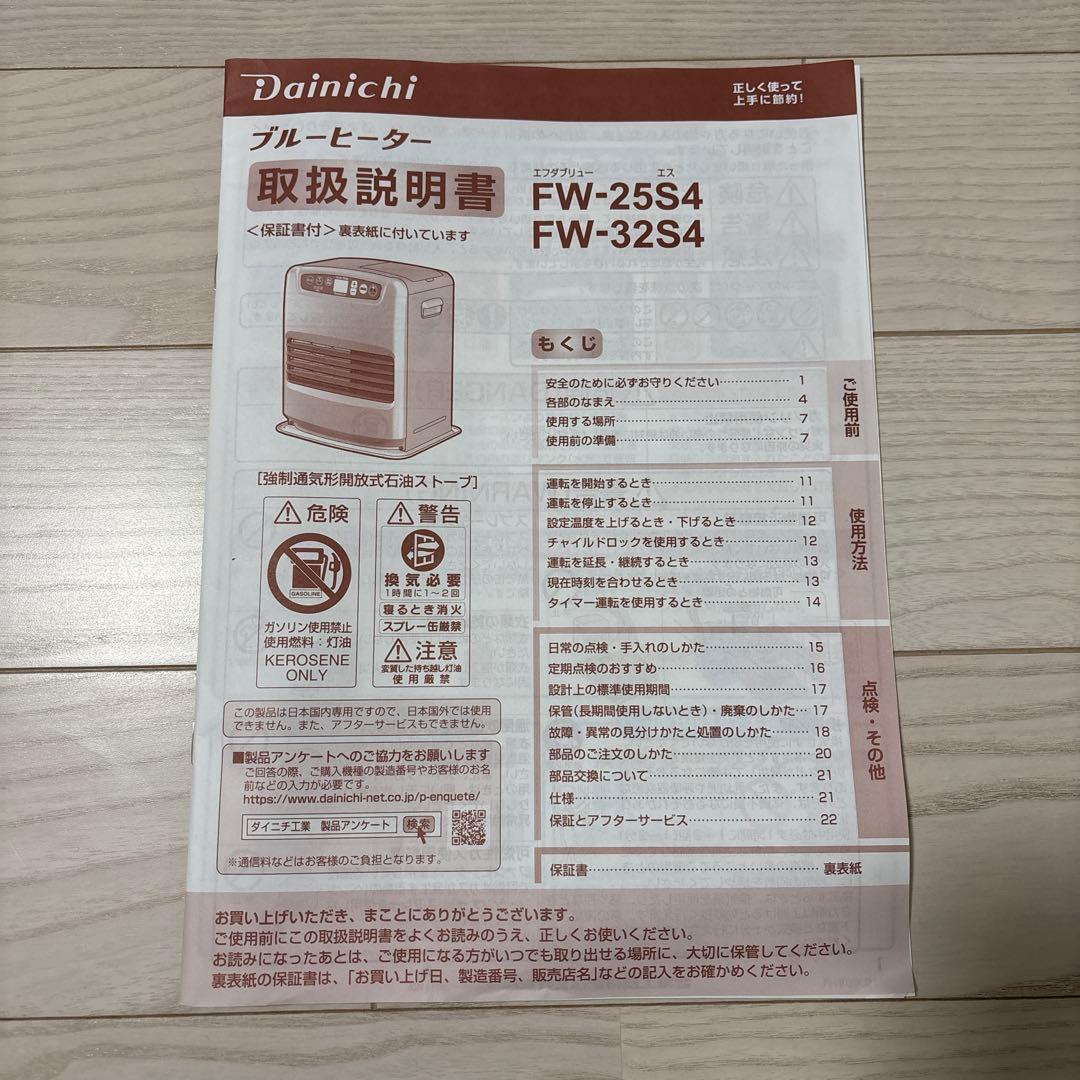 Dainichi
正しく使って
上手に節約!
ブルーヒーター
取扱説明書
<保証書付>裏表紙に付いています
エフダブリュー エス
FW-25S4
FW-32S4
[強制通気形開放式石油ストーブ]
危険
GASOLINE
ガソリン使用禁止
使用燃料:灯油
KEROSENE
ONLY
警告
換気必要
1時間に1~2回
寝るとき消火
スプレー缶厳禁
注意
変質した持ち越し灯油
使用厳禁
この製品は日本国内専用ですので、日本国外では使用
できません。また、アフターサービスもできません。
■製品アンケートへのご協力をお願いします
ご回答の際、ご購入機種の製造番号やお客様のお名
前などの入力が必要です。
https://www.dainichi-net.co.jp/p-enquete/
ダイニチ工業 製品アンケート 検索
※通信料などはお客様のご負担となります。
もくじ
ご使用前
安全のために必ずお守りください……………… 1
各部のなまえ……………………………………… 4
使用する場所……………………………………… 7
使用前の準備……………………………………… 7
使用方法
運転を開始するとき……………………………… 11
運転を停止するとき……………………………… 11
設定温度を上げるとき・下げるとき…………… 12
チャイルドロックを使用するとき……………… 12
運転を延長・継続するとき……………………… 13
現在時刻を合わせるとき………………………… 13
タイマー運転を使用するとき…………………… 14
点検・その他
日常の点検・手入れのしかた…………………… 15
定期点検のおすすめ……………………………… 16
設計上の標準使用期間…………………………… 17
保管(長期間使用しないとき)・廃棄のしかた… 17
故障・異常の見分けかたと処置のしかた……… 18
部品のご注文のしかた…………………………… 20
部品交換について………………………………… 21
仕様………………………………………………… 21
保証とアフターサービス………………………… 22
保証書……………………………………………… 裏表紙
お買い上げいただき、まことにありがとうございます。
ご使用前にこの取扱説明書をよくお読みのうえ、正しくお使いください。
お読みになったあとは、ご使用になる方がいつでも取り出せる場所に、大切に保管してください。
裏表紙の保証書は、「お買い上げ日、製造番号、販売店名」などの記入をお確かめください。